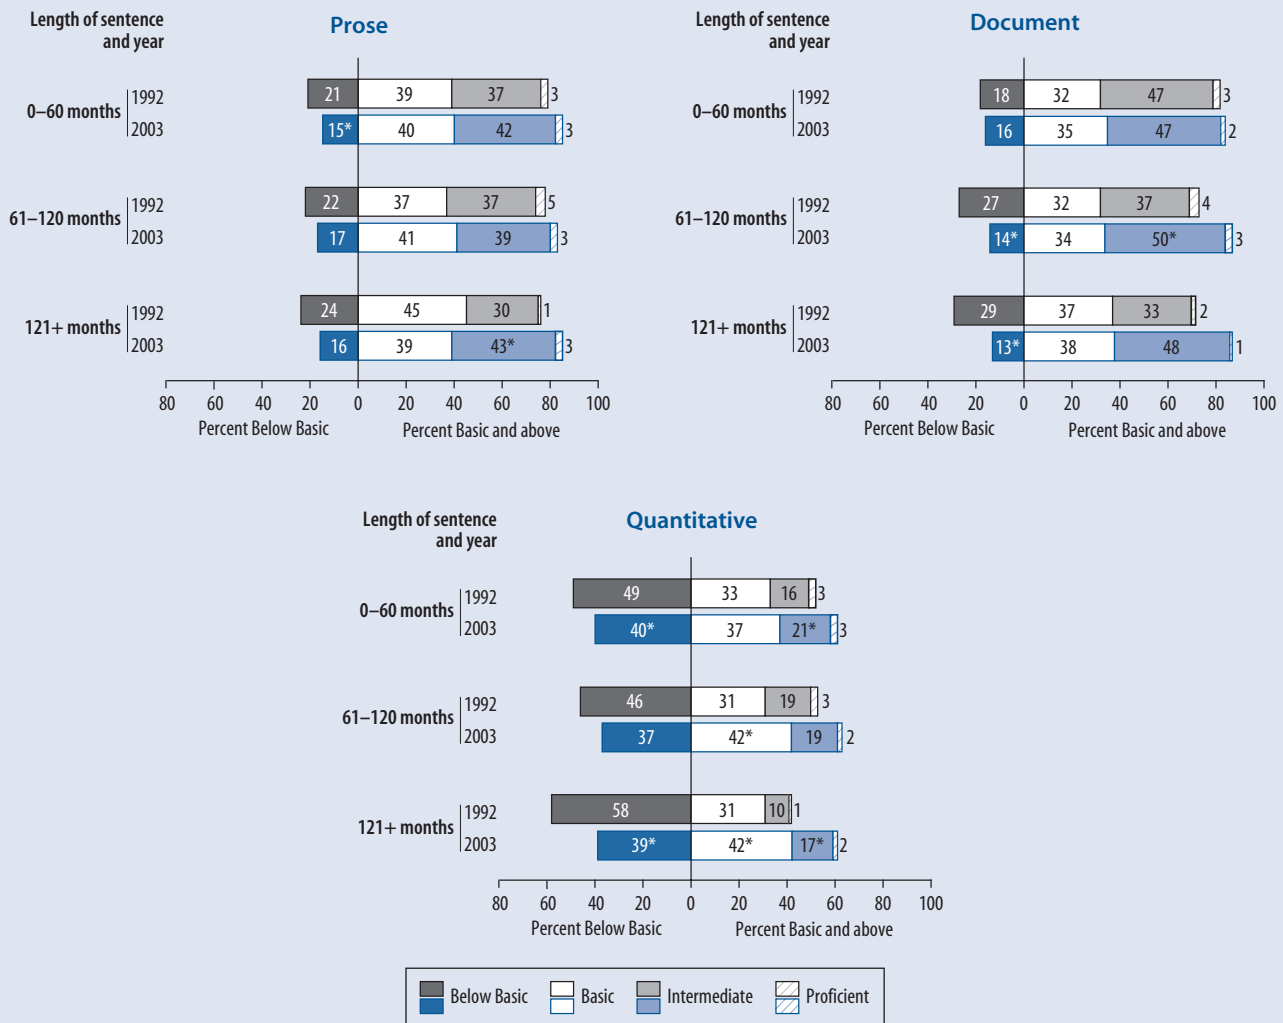 Length of sentence
and year
Prose
0–60 months
1992
21 39 37 3
2003
15* 40 42 3
61–120 months
1992
22 37 37 5
2003
17 41 39 3
121+ months
1992
24 45 30 1
2003
16 39 43* 3
80 60 40 20 0 20 40 60 80 100
Percent Below Basic Percent Basic and above
Length of sentence
and year
Document
0–60 months
1992
18 32 47 3
2003
16 35 47 2
61–120 months
1992
27 32 37 4
2003
14* 34 50* 3
121+ months
1992
29 37 33 2
2003
13* 38 48 1
80 60 40 20 0 20 40 60 80 100
Percent Below Basic Percent Basic and above
Length of sentence
and year
Quantitative
0–60 months
1992
49 33 16 3
2003
40* 37 21* 3
61–120 months
1992
46 31 19 3
2003
37 42* 19 2
121+ months
1992
58 31 10 1
2003
39* 42* 17* 2
80 60 40 20 0 20 40 60 80 100
Percent Below Basic Percent Basic and above
Below Basic Basic Intermediate Proficient